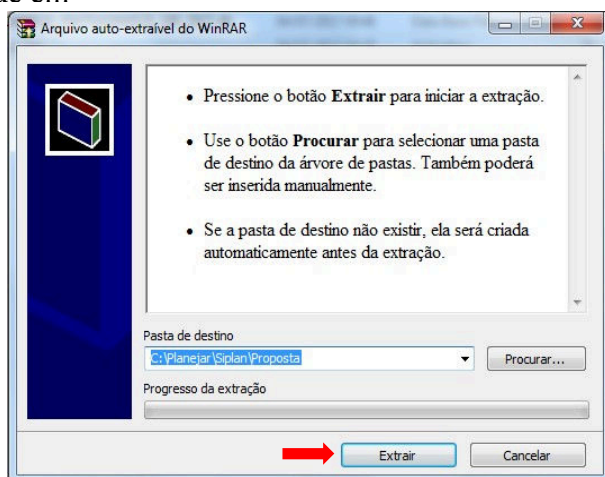 Arquivo auto-extraível do WinRAR
• Pressione o botão Extrair para iniciar a extração.
• Use o botão Procurar para selecionar uma pasta
de destino da árvore de pastas. Também poderá
ser inserida manualmente.
• Se a pasta de destino não existir, ela será criada
automaticamente antes da extração.
Pasta de destino
C:\Planejar\Siplan\Proposta
Procurar...
Progresso da extração
Extrair
Cancelar